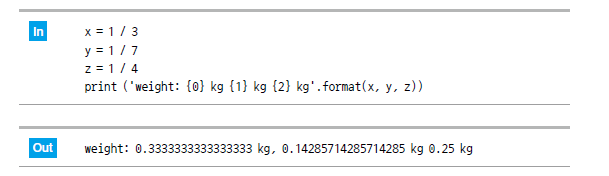 In
x = 1 / 3
y = 1 / 7
z = 1 / 4
print ('weight: {0} kg {1} kg {2} kg'.format(x, y, z))
Out
weight: 0.3333333333333333 kg, 0.14285714285714285 kg 0.25 kg